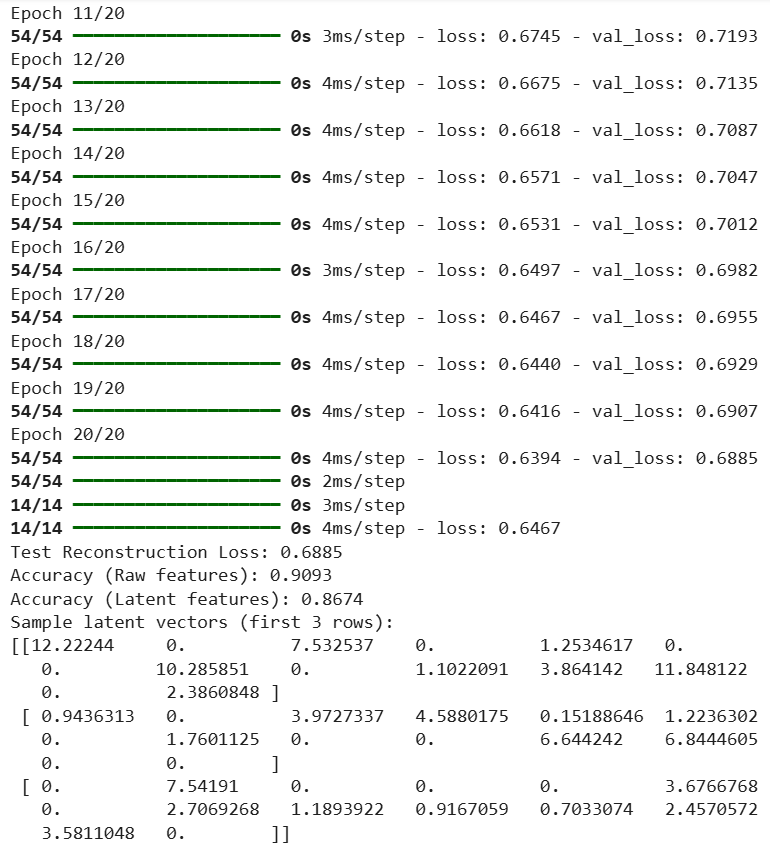 Epoch 11/20
54/54 ━━━━━━━━━━━━━━━━━━━━ 0s 3ms/step - loss: 0.6745 - val_loss: 0.7193
Epoch 12/20
54/54 ━━━━━━━━━━━━━━━━━━━━ 0s 4ms/step - loss: 0.6675 - val_loss: 0.7135
Epoch 13/20
54/54 ━━━━━━━━━━━━━━━━━━━━ 0s 4ms/step - loss: 0.6618 - val_loss: 0.7087
Epoch 14/20
54/54 ━━━━━━━━━━━━━━━━━━━━ 0s 4ms/step - loss: 0.6571 - val_loss: 0.7047
Epoch 15/20
54/54 ━━━━━━━━━━━━━━━━━━━━ 0s 4ms/step - loss: 0.6531 - val_loss: 0.7012
Epoch 16/20
54/54 ━━━━━━━━━━━━━━━━━━━━ 0s 3ms/step - loss: 0.6497 - val_loss: 0.6982
Epoch 17/20
54/54 ━━━━━━━━━━━━━━━━━━━━ 0s 4ms/step - loss: 0.6467 - val_loss: 0.6955
Epoch 18/20
54/54 ━━━━━━━━━━━━━━━━━━━━ 0s 4ms/step - loss: 0.6440 - val_loss: 0.6929
Epoch 19/20
54/54 ━━━━━━━━━━━━━━━━━━━━ 0s 4ms/step - loss: 0.6416 - val_loss: 0.6907
Epoch 20/20
54/54 ━━━━━━━━━━━━━━━━━━━━ 0s 4ms/step - loss: 0.6394 - val_loss: 0.6885
54/54 ━━━━━━━━━━━━━━━━━━━━ 0s 2ms/step
14/14 ━━━━━━━━━━━━━━━━━━━━ 0s 3ms/step
14/14 ━━━━━━━━━━━━━━━━━━━━ 0s 4ms/step - loss: 0.6467
Test Reconstruction Loss: 0.6885
Accuracy (Raw features): 0.9093
Accuracy (Latent features): 0.8674
Sample latent vectors (first 3 rows):
[[12.22244     0.          7.532537    0.          1.2534617   0.
   0.         10.285851    0.          1.1022091   3.864142   11.848122
   0.          2.3860848 ]
 [ 0.9436313   0.          3.9727337   4.5880175   0.15188646  1.2236302
   0.          1.7601125   0.          0.          6.644242    6.8444605
   0.          0.       ]
 [ 0.          7.54191     0.          0.          0.          3.6766768
   0.          2.7069268   1.1893922   0.9167059   0.7033074   2.4570572
   3.5811048   0.        ]]